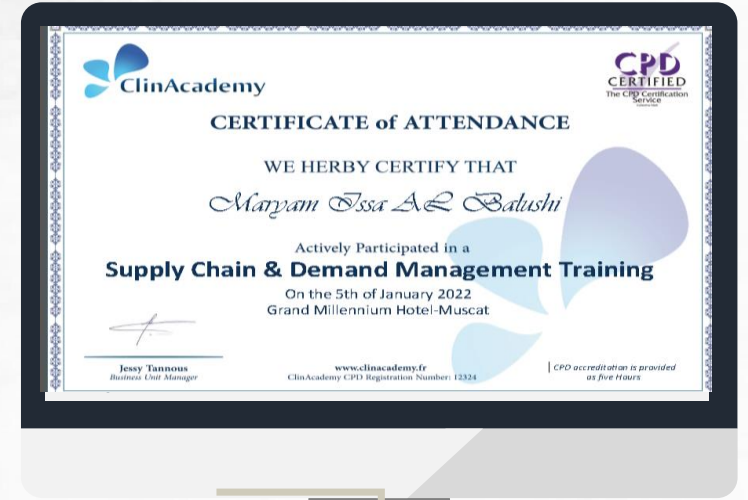 ClinAcademy
CPD
CERTIFIED
The CPD Certification
Service
CERTIFICATE of ATTENDANCE
WE HERBY CERTIFY THAT
Maryam Issa AL Balushi
Actively Participated in a
Supply Chain & Demand Management Training
On the 5th of January 2022
Grand Millennium Hotel-Muscat
Jessy Tannous
Business Unit Manager
www.clinacademy.fr
ClinAcademy CPD Registration Number: 12324
CPD accreditation is provided
as five Hours